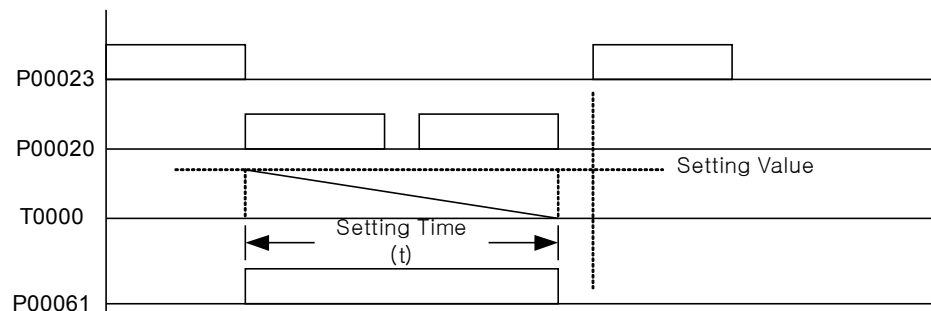 P00023
P00020
Setting Value
T0000
Setting Time
(t)
P00061